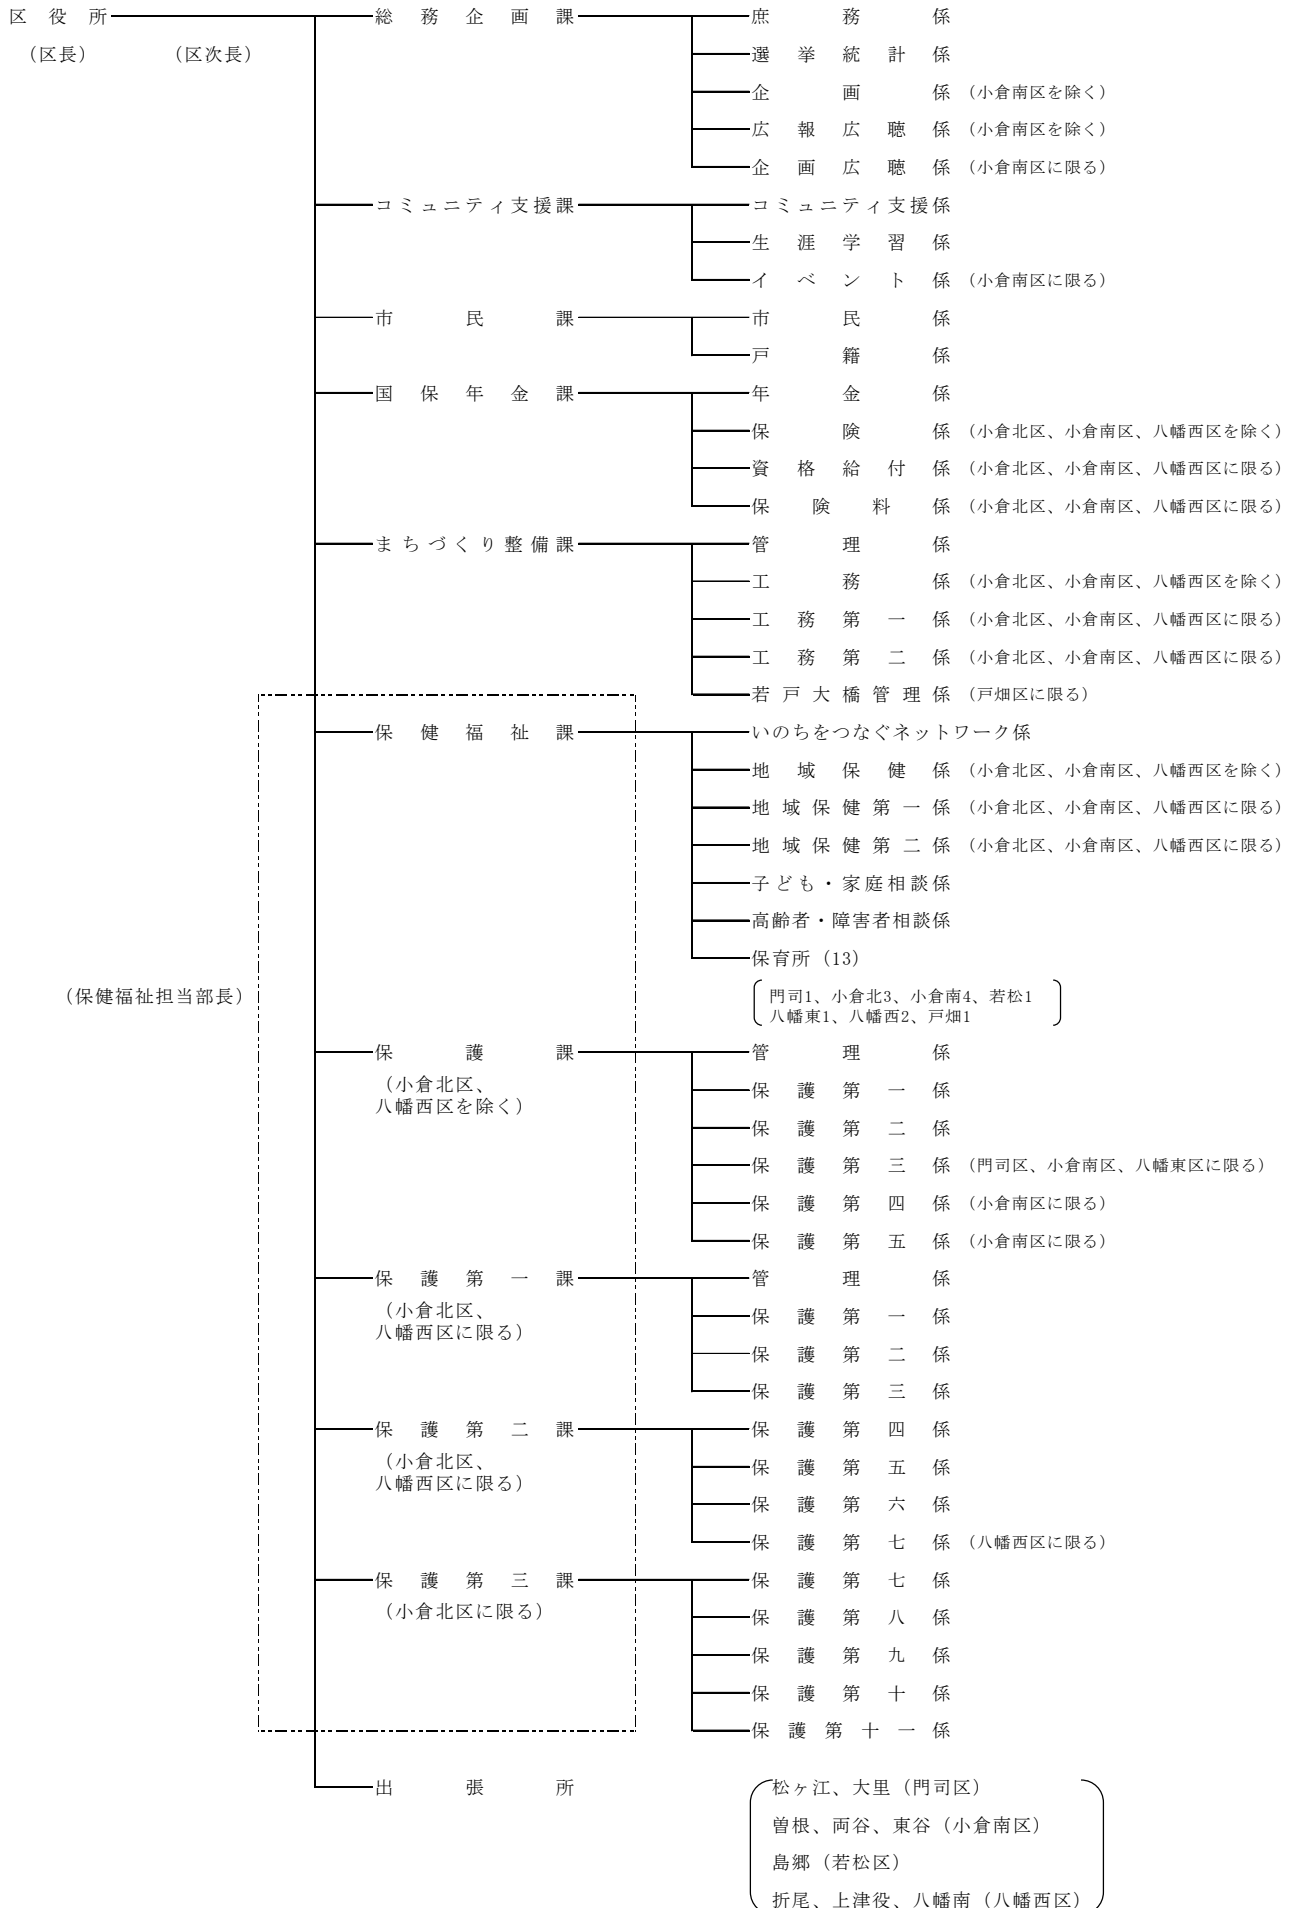 区役所 総務企画課 庶務係
（区長） （区次長） 選挙統計係
企画係（小倉南区を除く）
広報広聴係（小倉南区を除く）
企画広聴係（小倉南区に限る）
コミュニティ支援課 コミュニティ支援係
生涯学習係
イベント係（小倉南区に限る）
市民課 市民係
戸籍係
国保年金課 年金係
保険係（小倉北区、小倉南区、八幡西区を除く）
資格給付係（小倉北区、小倉南区、八幡西区に限る）
保険料係（小倉北区、小倉南区、八幡西区に限る）
まちづくり整備課 管理係
工務係（小倉北区、小倉南区、八幡西区を除く）
工務第一係（小倉北区、小倉南区、八幡西区に限る）
工務第二係（小倉北区、小倉南区、八幡西区に限る）
若戸大橋管理係（戸畑区に限る）
保健福祉課 いのちをつなぐネットワーク係
地域保健係（小倉北区、小倉南区、八幡西区を除く）
地域保健第一係（小倉北区、小倉南区、八幡西区に限る）
地域保健第二係（小倉北区、小倉南区、八幡西区に限る）
子ども・家庭相談係
高齢者・障害者相談係
保育所（13）
（保健福祉担当部長） 門司1、小倉北3、小倉南4、若松1
八幡東1、八幡西2、戸畑1
保護課 管理係
（小倉北区、
八幡西区を除く） 保護第一係
保護第二係
保護第三係（門司区、小倉南区、八幡東区に限る）
保護第四係（小倉南区に限る）
保護第五係（小倉南区に限る）
保護第一課 管理係
（小倉北区、
八幡西区に限る） 保護第一係
保護第二係
保護第三係
保護第二課 保護第四係
（小倉北区、
八幡西区に限る） 保護第五係
保護第六係
保護第七係（八幡西区に限る）
保護第三課 保護第七係
（小倉北区に限る） 保護第八係
保護第九係
保護第十係
保護第十一係
出張所 松ヶ江、大里（門司区）
曽根、両谷、東谷（小倉南区）
島郷（若松区）
折尾、上津役、八幡南（八幡西区）